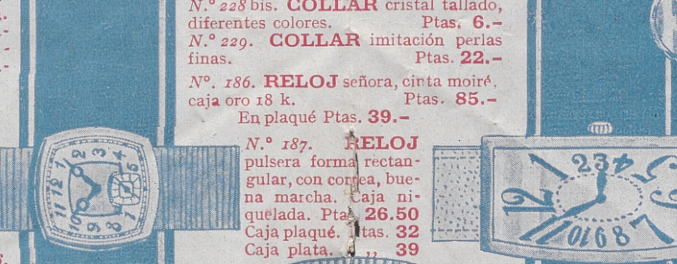 N.º 228 bis. COLLAR cristal tallado,
diferentes colores. Ptas. 6.–
N.º 229. COLLAR imitación perlas
finas. Ptas. 22.–
Nº. 186. RELOJ señora, cinta moiré,
caja oro 18 k. Ptas. 85.–
En plaqué Ptas. 39.–
N.º 187. RELOJ
pulsera forma rectan-
gular, con correa, bue-
na marcha. Caja ni-
quelada. Ptas. 26.50
Caja plaqué. Ptas. 32
Caja plata. „ „ 39